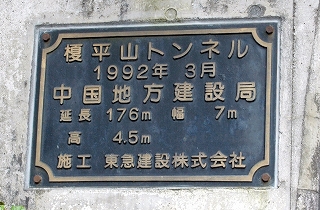 榎平山トンネル
1992年 3月
中国地方建設局
延長 176m 幅 7m
高 4.5m
施工 東急建設株式会社